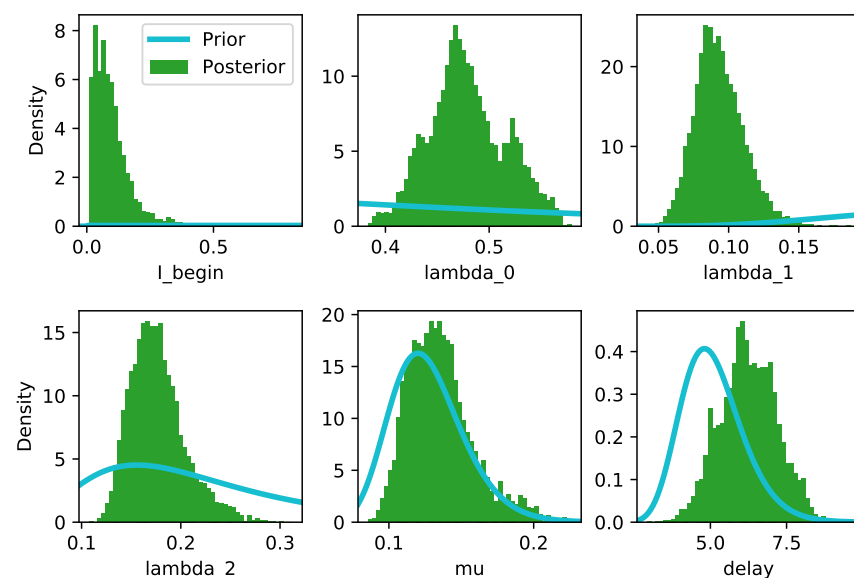 Prior
Posterior
Density
0 2 4 6 8
0.0 0.5
I_begin
0 5 10
0.4 0.5
lambda_0
0 10 20
0.05 0.10 0.15
lambda_1
Density
0 5 10 15
0.1 0.2 0.3
lambda_2
0 5 10 15 20
0.1 0.2
mu
0.0 0.1 0.2 0.3 0.4
5.0 7.5
delay